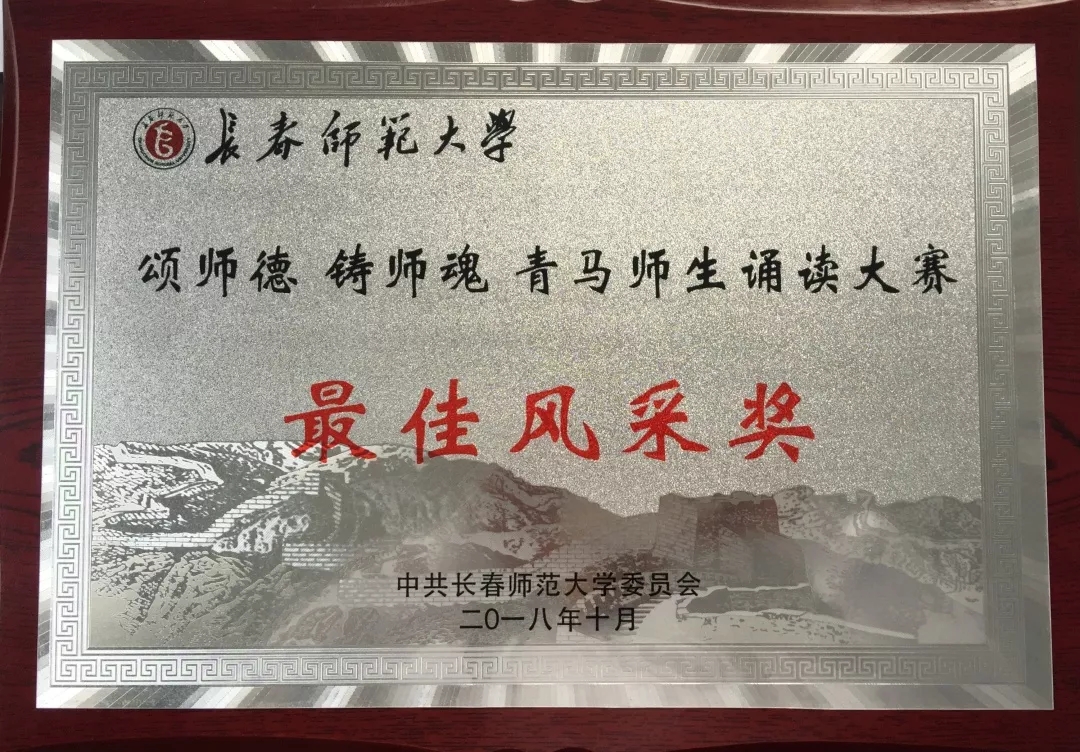 長春師範大學
颂师德 铸师魂 青马师生诵读大赛
最佳风采奖
中共长春师范大学委员会
二0一八年十月